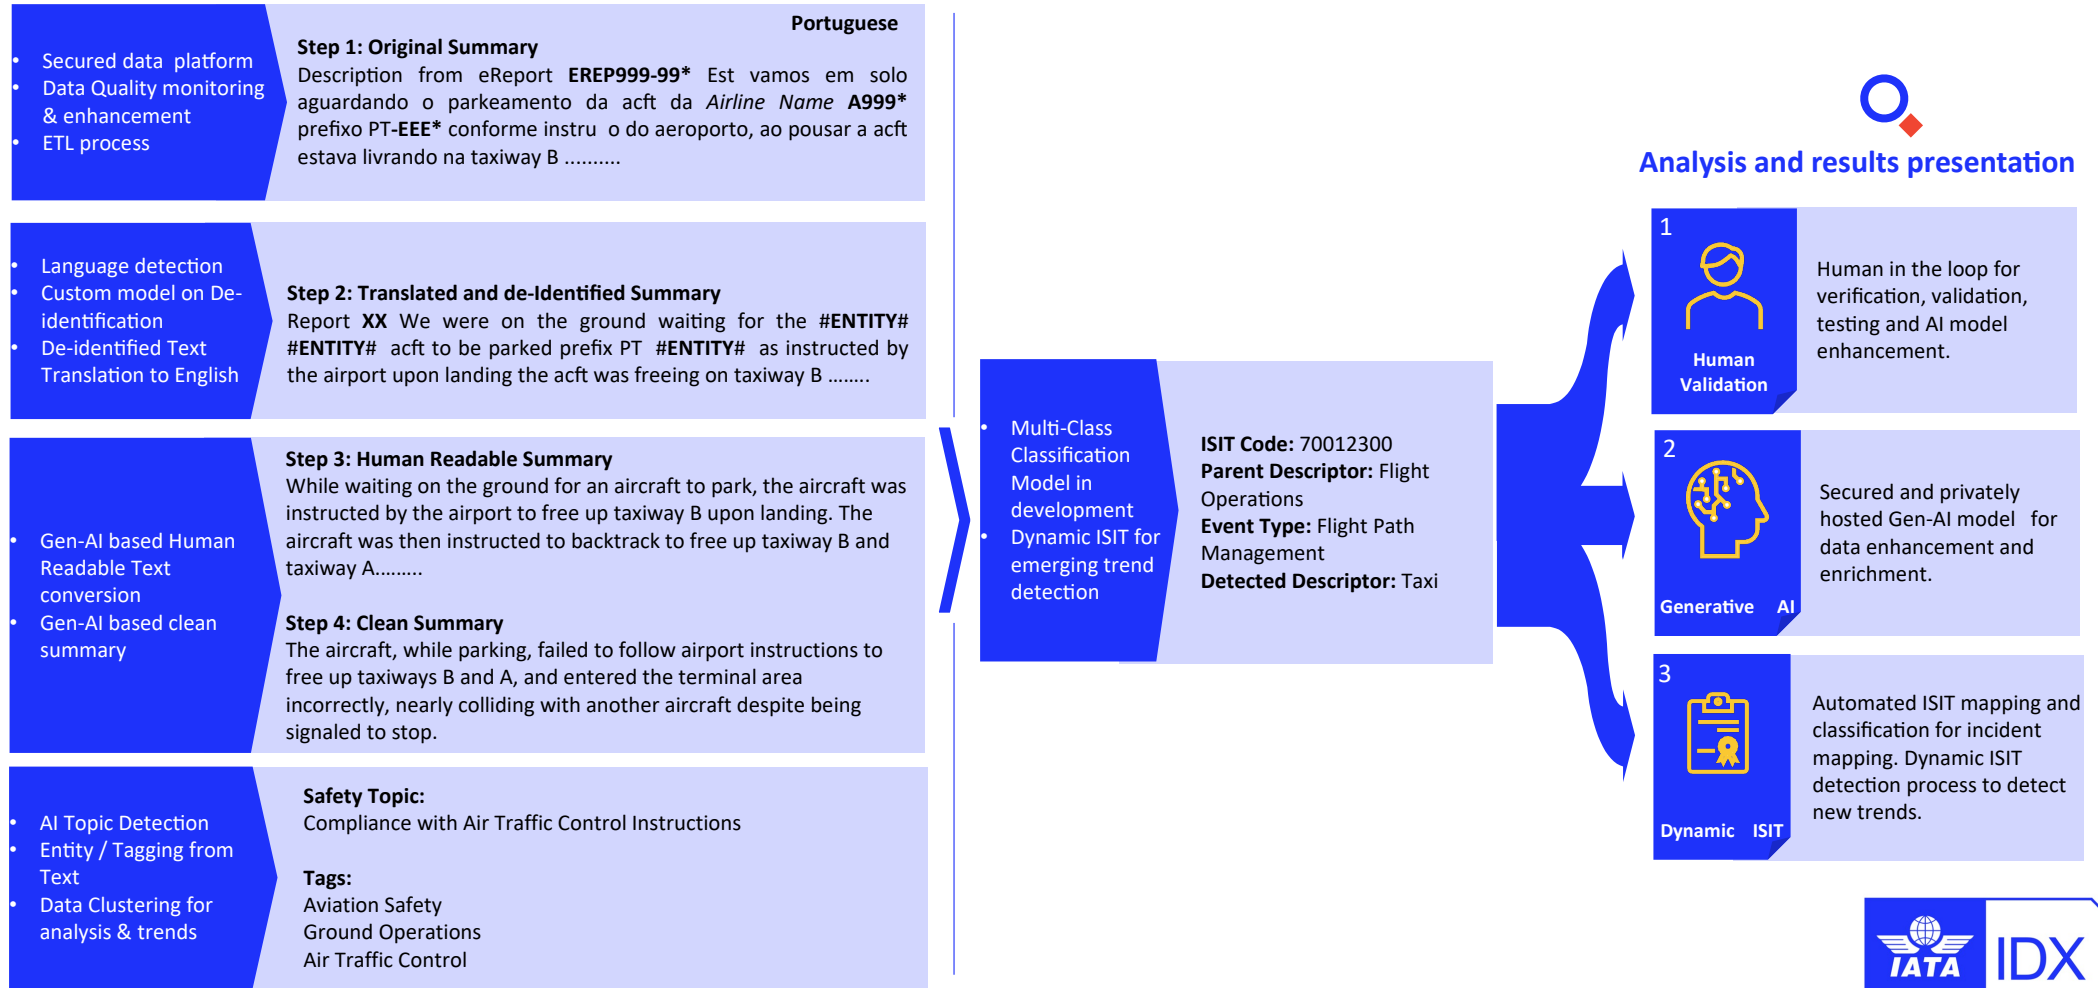 • Secured data platform
• Data Quality monitoring
& enhancement
• ETL process
Portuguese
Step 1: Original Summary
Description from eReport EREP999-99* Est vamos em solo
aguardando o parkeamento da acft da Airline Name A999*
prefixo PT-EEE* conforme instru o do aeroporto, ao pousar a acft
estava livrando na taxiway B ..........
• Language detection
• Custom model on De-
identification
• De-identified Text
Translation to English
Step 2: Translated and de-Identified Summary
Report XX We were on the ground waiting for the #ENTITY#
#ENTITY# acft to be parked prefix PT #ENTITY# as instructed by
the airport upon landing the acft was freeing on taxiway B ........
• Gen-AI based Human
Readable Text
conversion
• Gen-AI based clean
summary
Step 3: Human Readable Summary
While waiting on the ground for an aircraft to park, the aircraft was
instructed by the airport to free up taxiway B upon landing. The
aircraft was then instructed to backtrack to free up taxiway B and
taxiway A.........
Step 4: Clean Summary
The aircraft, while parking, failed to follow airport instructions to
free up taxiways B and A, and entered the terminal area
incorrectly, nearly colliding with another aircraft despite being
signaled to stop.
• AI Topic Detection
• Entity / Tagging from
Text
• Data Clustering for
analysis & trends
Safety Topic:
Compliance with Air Traffic Control Instructions
Tags:
Aviation Safety
Ground Operations
Air Traffic Control
• Multi-Class
Classification
Model in
development
• Dynamic ISIT for
emerging trend
detection
ISIT Code: 70012300
Parent Descriptor: Flight
Operations
Event Type: Flight Path
Management
Detected Descriptor: Taxi
Analysis and results presentation
1
Human
Validation
Human in the loop for
verification, validation,
testing and AI model
enhancement.
2
Generative AI
Secured and privately
hosted Gen-AI model for
data enhancement and
enrichment.
3
Dynamic ISIT
Automated ISIT mapping and
classification for incident
mapping. Dynamic ISIT
detection process to detect
new trends.
IATA
IDX